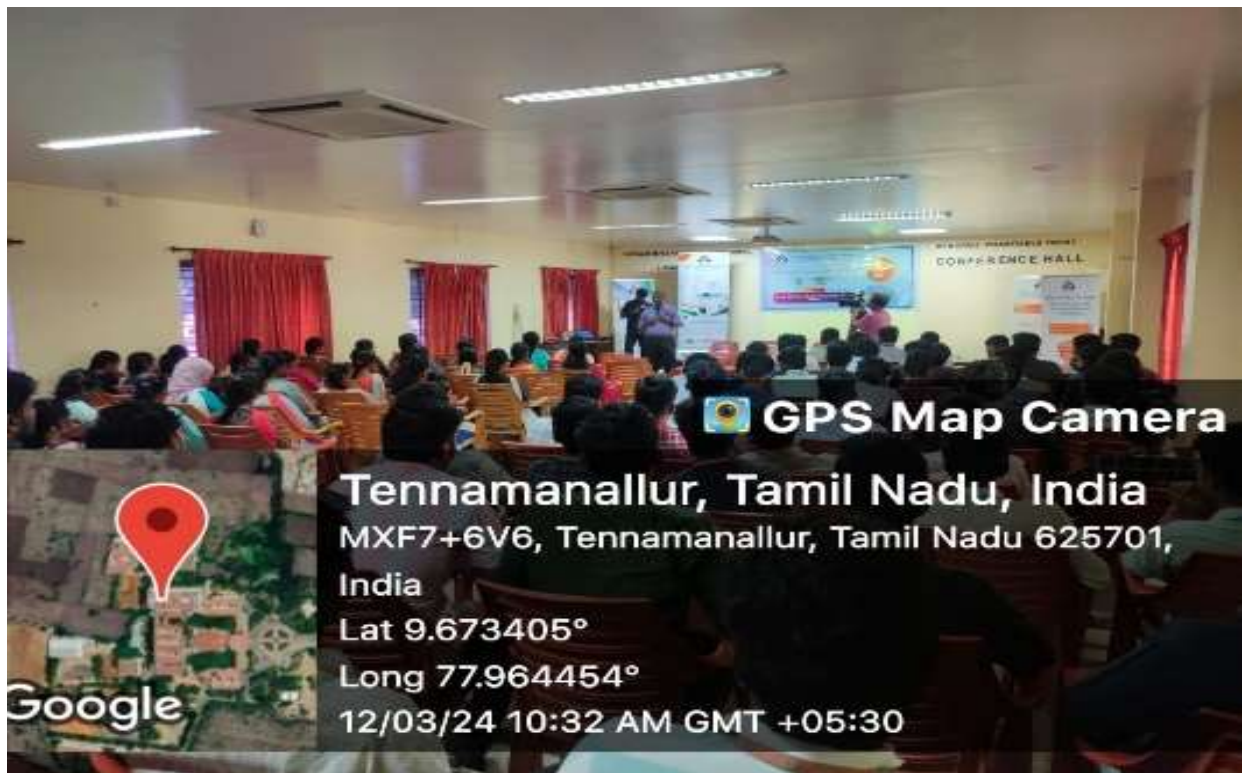 CONFERENCE HALL
GPS Map Camera
Tennamanallur, Tamil Nadu, India
MXF7+6V6, Tennamanallur, Tamil Nadu 625701,
India
Lat 9.673405°
Long 77.964454°
12/03/24 10:32 AM GMT +05:30
Google